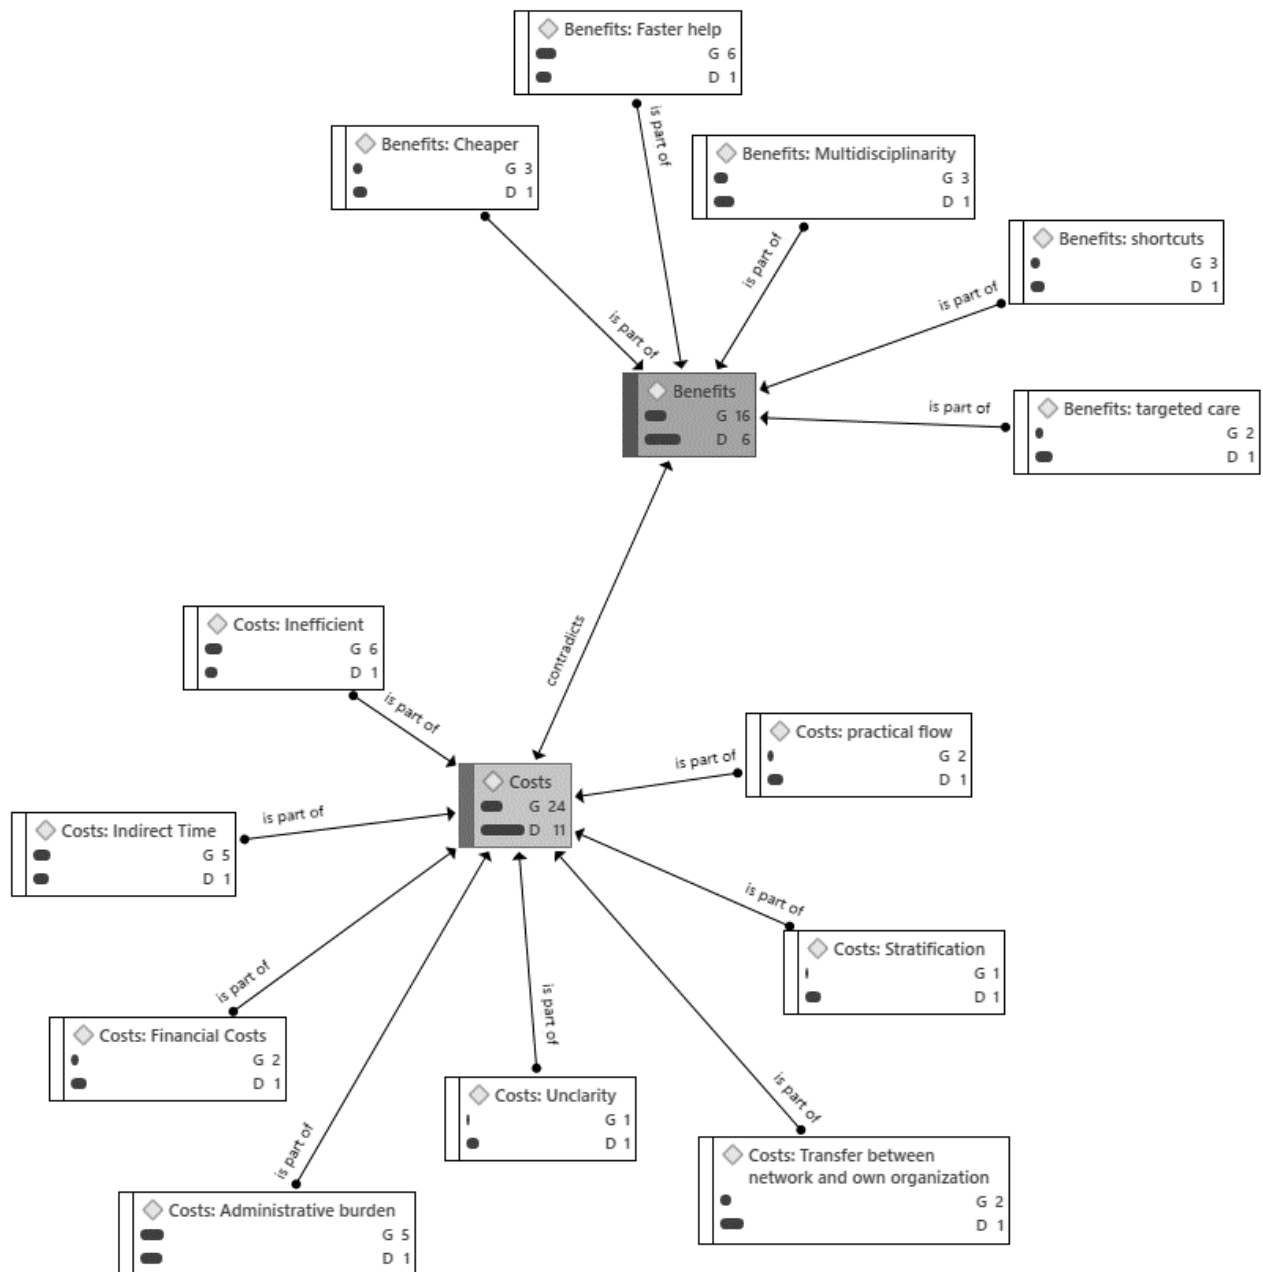 Benefits: Faster help
G 6
D 1
is part of
Benefits: Cheaper
G 3
D 1
is part of
Benefits: Multidisciplinarity
G 3
D 1
is part of
Benefits: shortcuts
G 3
D 1
is part of
Benefits
G 16
D 6
Benefits: targeted care
G 2
D 1
is part of
contradicts
Costs: Inefficient
G 6
D 1
is part of
Costs: practical flow
G 2
D 1
is part of
Costs
G 24
D 11
Costs: Indirect Time
G 5
D 1
is part of
Costs: Stratification
G 1
D 1
is part of
Costs: Financial Costs
G 2
D 1
is part of
Costs: Unclarity
G 1
D 1
is part of
Costs: Transfer between
network and own organization
G 2
D 1
is part of
Costs: Administrative burden
G 5
D 1
is part of